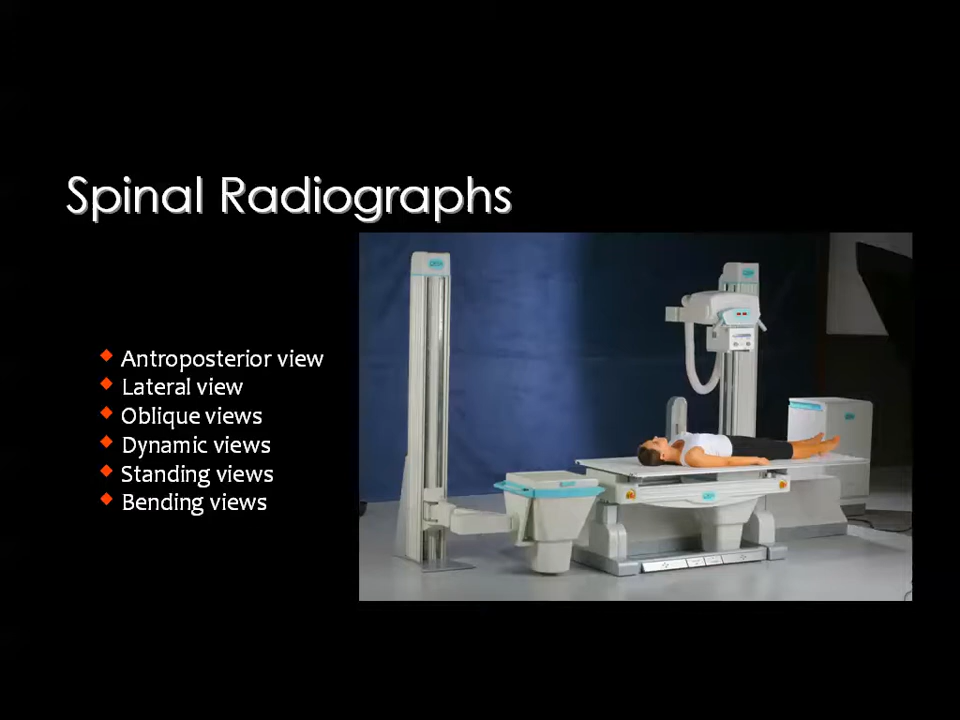 Spinal Radiographs
Antroposterior view
Lateral view
Oblique views
Dynamic views
Standing views
Bending views